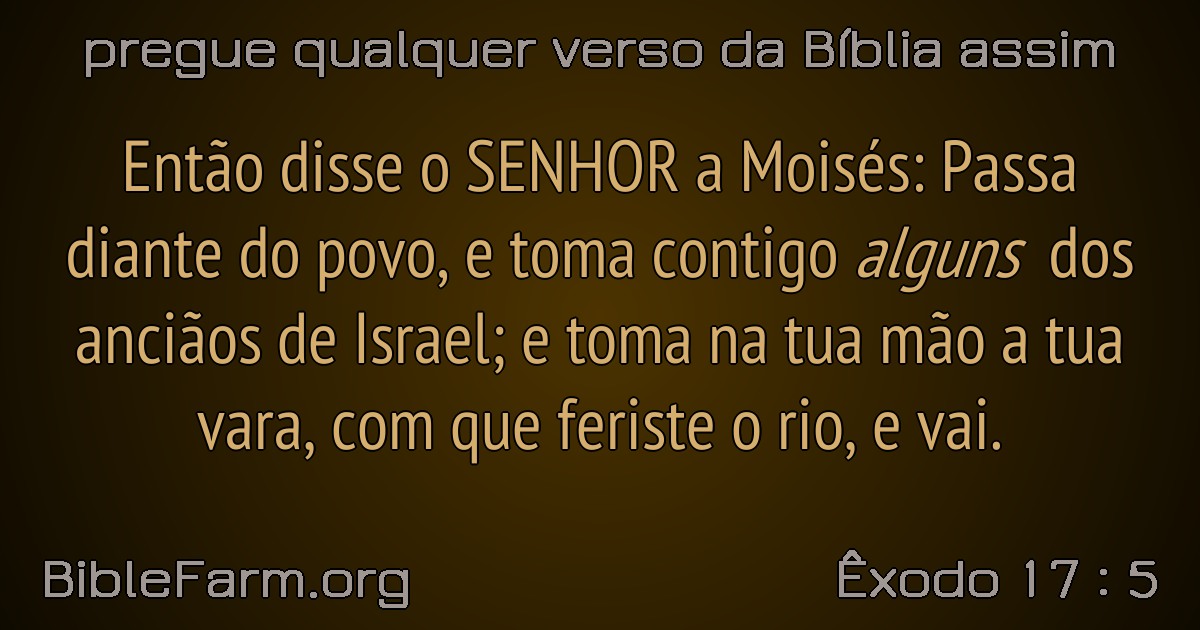 pregue qualquer verso da Bíblia assim
Então disse o SENHOR a Moisés: Passa
diante do povo, e toma contigo alguns dos
anciãos de Israel; e toma na tua mão a tua
vara, com que feriste o rio, e vai.
BibleFarm.org
Êxodo 17 : 5